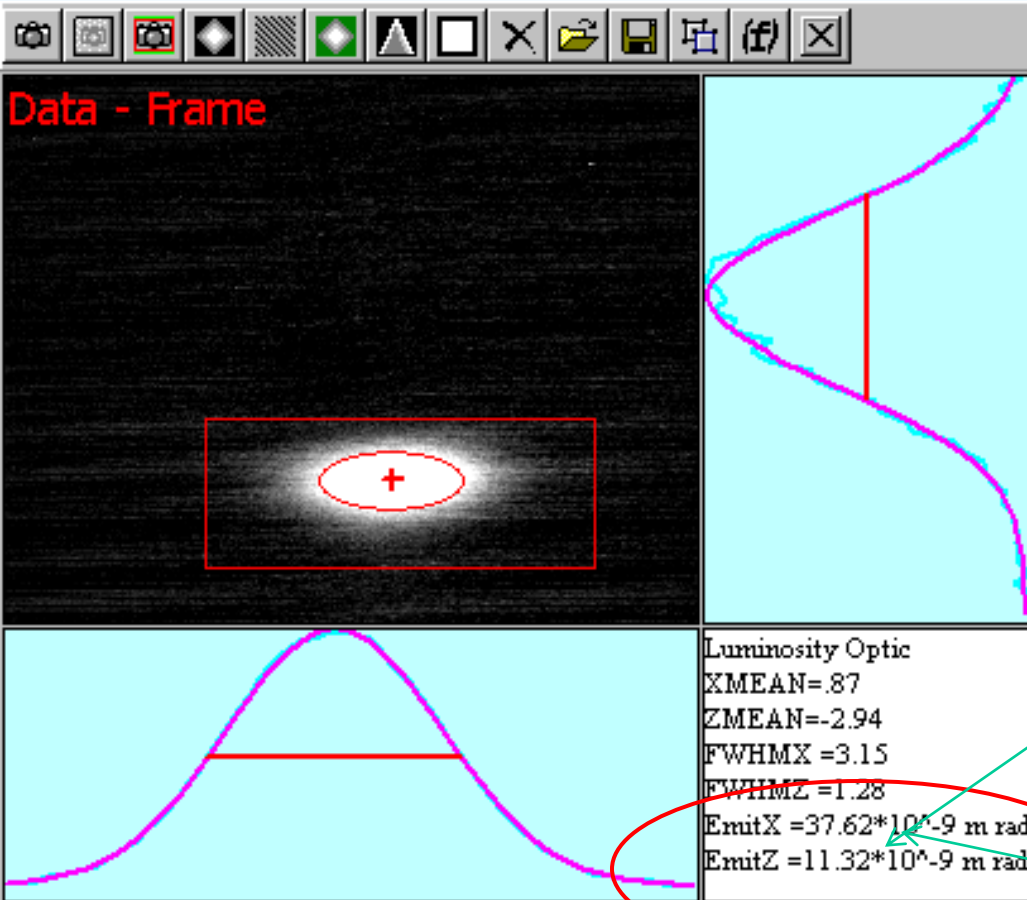 (f)
Data - Frame
Luminosity Optic
XMEAN=.87
ZMEAN=-2.94
FWHMX =3.15
FWHMZ =1.28
EmitX =37.62*10^-9 m rad
EmitZ =11.32*10^-9 m rad